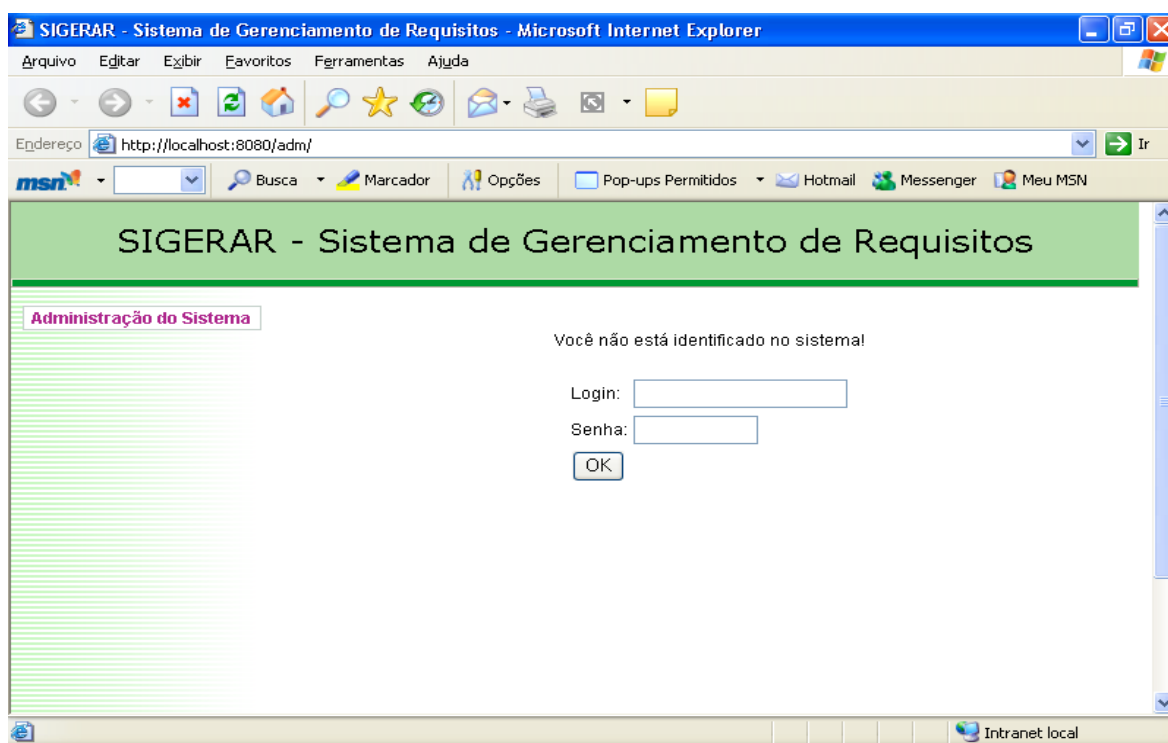 SIGERAR - Sistema de Gerenciamento de Requisitos - Microsoft Internet Explorer
Arquivo Editar Exibir Favoritos Ferramentas Ajuda
Endereço http://localhost:8080/adm/ Ir
msn Busca Marcador Opções Pop-ups Permitidos Hotmail Messenger Meu MSN
SIGERAR - Sistema de Gerenciamento de Requisitos
Administração do Sistema
Você não está identificado no sistema!
Login:
Senha:
OK
Intranet local